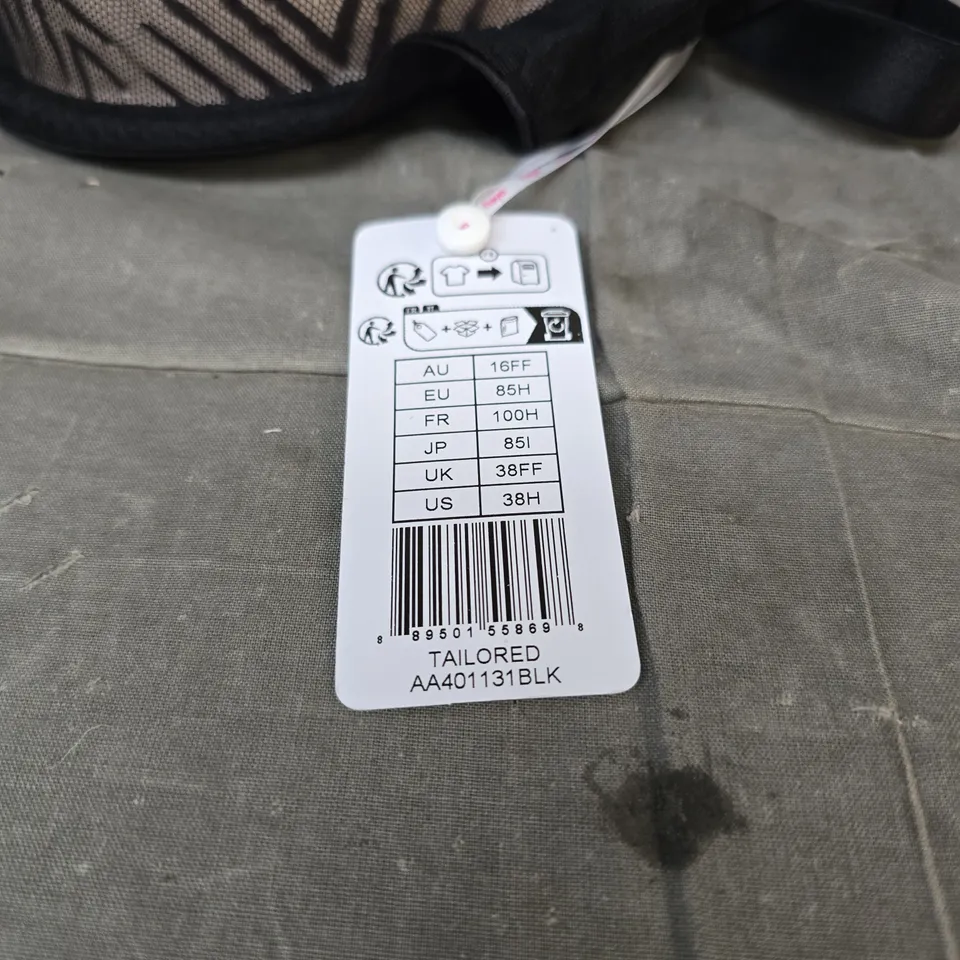 AU 16FF
EU 85H
FR 100H
JP 85I
UK 38FF
US 38H
8 89501 55869 8
TAILORED
AA401131BLK